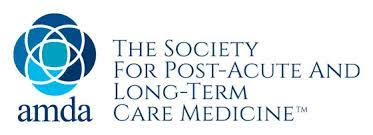 The Society
For Post-Acute And
Long-Term
Care Medicine™
amda